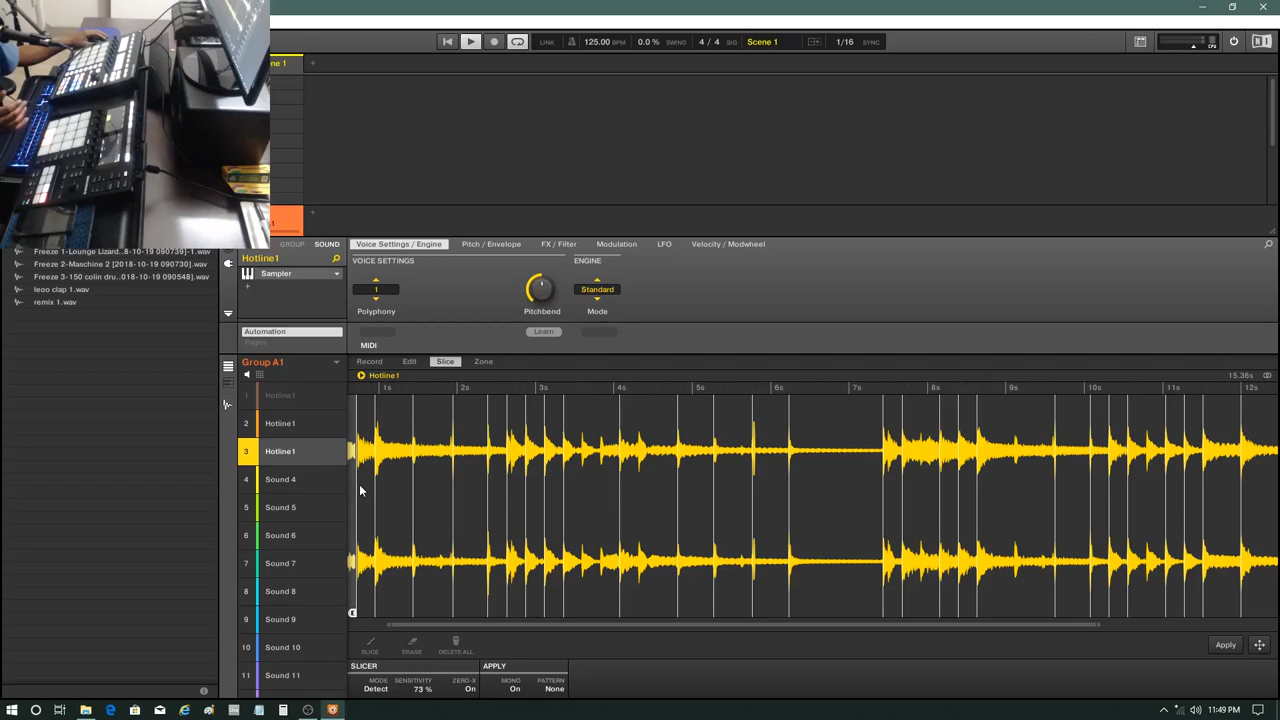 LINK 125.00 BPM 0.0 % SWING 4 / 4 SIG Scene 1 1/16 SYNC CPU
ne 1
GROUP SOUND Voice Settings / Engine Pitch / Envelope FX / Filter Modulation LFO Velocity / Modwheel
Freeze 1-Lounge Lizard...8-10-19 090739]-1.wav
Freeze 2-Maschine 2 [2018-10-19 090730].wav
Freeze 3-150 colin dru...018-10-19 090548].wav
leoo clap 1.wav
remix 1.wav
Hotline1
Sampler
Automation
Pages
VOICE SETTINGS ENGINE
1 Standard
Polyphony Pitchbend Mode
Learn
MIDI
Group A1
Record Edit Slice Zone
Hotline1 15.36s
1s 2s 3s 4s 5s 6s 7s 8s 9s 10s 11s 12s
1 Hotline1
2 Hotline1
3 Hotline1
4 Sound 4
5 Sound 5
6 Sound 6
7 Sound 7
8 Sound 8
9 Sound 9
10 Sound 10
11 Sound 11
SLICE ERASE DELETE ALL Apply
SLICER APPLY
MODE SENSITIVITY ZERO-X MONO PATTERN
Detect 73 % On On None
11:49 PM